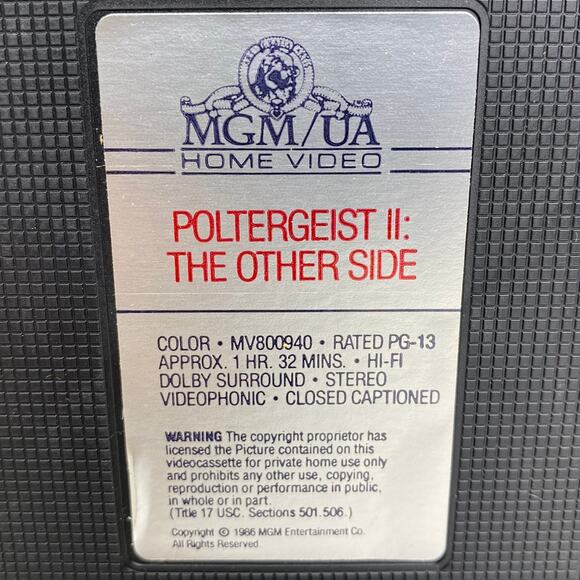 MGM/UA
HOME VIDEO
POLTERGEIST II:
THE OTHER SIDE
COLOR • MV800940 • RATED PG-13
APPROX. 1 HR. 32 MINS. • HI-FI
DOLBY SURROUND • STEREO
VIDEOPHONIC • CLOSED CAPTIONED
WARNING The copyright proprietor has
licensed the Picture contained on this
videocassette for private home use only
and prohibits any other use, copying,
reproduction or performance in public,
in whole or in part.
(Title 17 USC. Sections 501.506.)
Copyright © 1986 MGM Entertainment Co.
All Rights Reserved